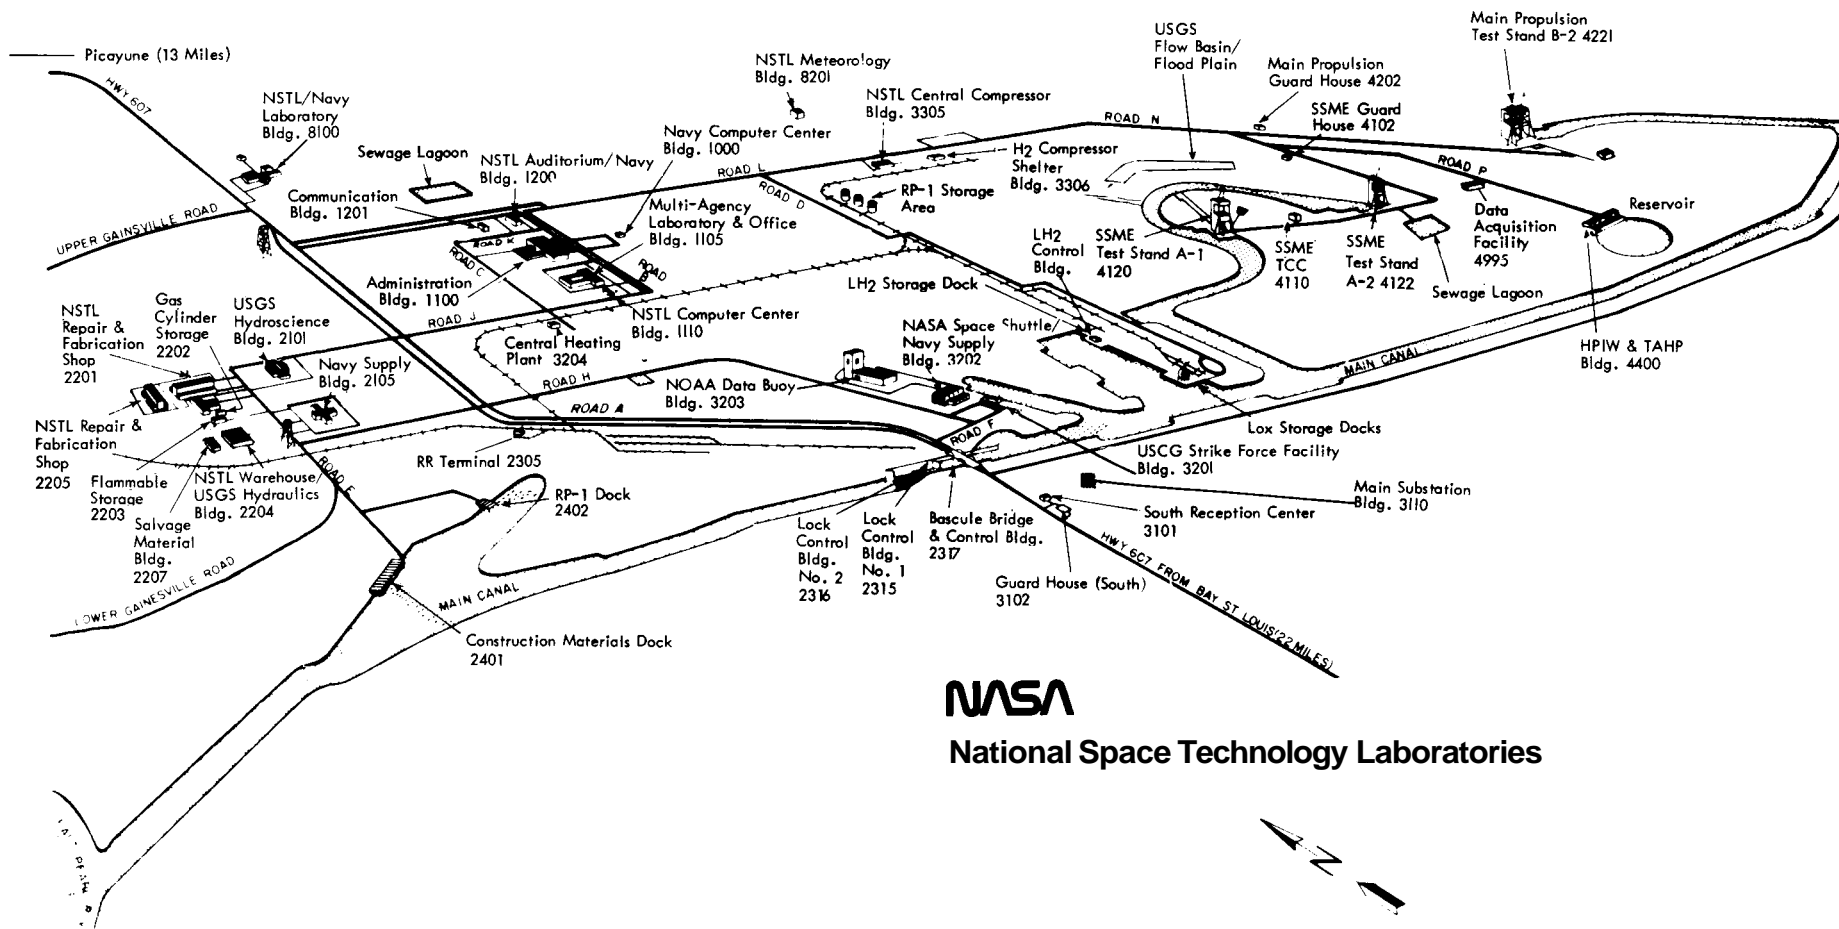 Picayune (13 Miles)
HWY 607
NSTL/Navy
Laboratory
Bldg. 8100
Sewage Lagoon
Communication
Bldg. 1201
NSTL Auditorium/Navy
Bldg. 1200
Navy Computer Center
Bldg. 1000
NSTL Meteorology
Bldg. 8201
NSTL Central Compressor
Bldg. 3305
USGS
Flow Basin/
Flood Plain
Main Propulsion
Guard House 4202
SSME Guard
House 4102
Main Propulsion
Test Stand B-2 4221
ROAD N
ROAD P
ROAD L
ROAD D
H2 Compressor
Shelter
Bldg. 3306
RP-1 Storage
Area
Multi-Agency
Laboratory & Office
Bldg. 1105
UPPER GAINSVILLE ROAD
ROAD K
ROAD C
ROAD
B
Administration
Bldg. 1100
LH2
Control
Bldg.
SSME
Test Stand A-1
4120
SSME
TCC
4110
SSME
Test Stand
A-2 4122
Data
Acquisition
Facility
4995
Reservoir
Sewage Lagoon
LH2 Storage Dock
NSTL
Repair &
Fabrication
Shop
2201
Gas
Cylinder
Storage
2202
USGS
Hydroscience
Bldg. 2101
ROAD J
NSTL Computer Center
Bldg. 1110
Central Heating
Plant 3204
NASA Space Shuttle/
Navy Supply
Bldg. 3202
MAIN CANAL
HPIW & TAHP
Bldg. 4400
Navy Supply
Bldg. 2105
ROAD H
NOAA Data Buoy
Bldg. 3203
ROAD A
NSTL Repair &
Fabrication
Shop
2205
Flammable
Storage
2203
NSTL Warehouse/
USGS Hydraulics
Bldg. 2204
Salvage
Material
Bldg.
2207
RR Terminal 2305
ROAD F
Lox Storage Docks
USCG Strike Force Facility
Bldg. 3201
Main Substation
Bldg. 3110
RP-1 Dock
2402
Lock
Control
Bldg.
No. 2
2316
Lock
Control
Bldg.
No. 1
2315
Bascule Bridge
& Control Bldg.
2317
South Reception Center
3101
Guard House (South)
3102
HWY 607 FROM BAY ST LOUIS (22 MILES)
LOWER GAINESVILLE ROAD
MAIN CANAL
Construction Materials Dock
2401
NASA
National Space Technology Laboratories
N